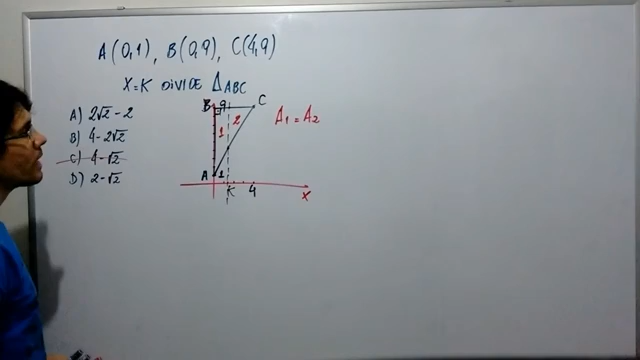 A(0,1), B(0,9), C(4,9)
X=K DIVIDE ΔABC
A) 2√2 - 2
B) 4 - 2√2
C) 4 - √2
D) 2 - √2
B 9 C
1 2
A 1
K 4
X
A1 = A2